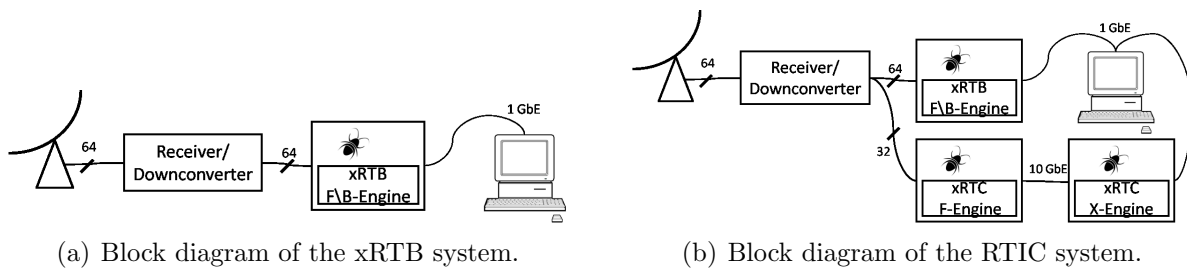 64
Receiver/
Downconverter
64
xRTB
F\B-Engine
1 GbE
(a) Block diagram of the xRTB system.
64
Receiver/
Downconverter
64
xRTB
F\B-Engine
1 GbE
32
xRTC
F-Engine
10 GbE
xRTC
X-Engine
(b) Block diagram of the RTIC system.